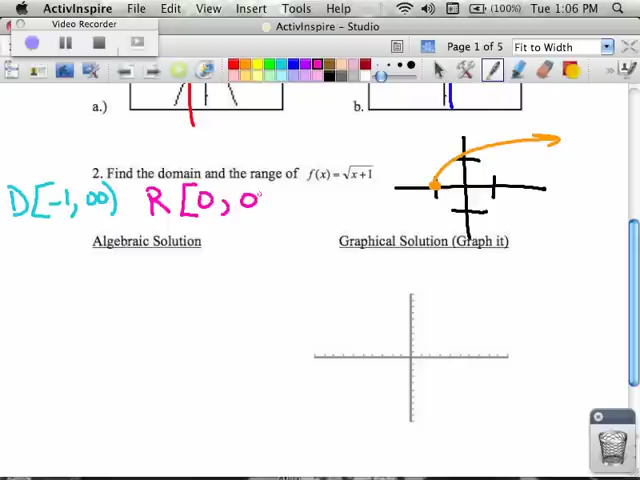 ActivInspire File Edit View Insert Tools Help (100%) Tue 1:06 PM
Video Recorder
ActivInspire - Studio
Page 1 of 5 Fit to Width
a.) b.
2. Find the domain and the range of f(x) = √x+1
D[-1, ∞) R [0, 0
Algebraic Solution Graphical Solution (Graph it)